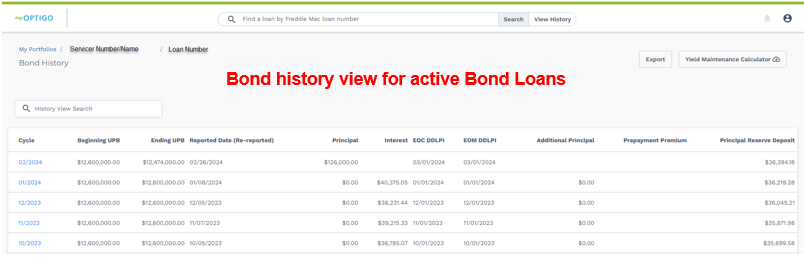 myOPTIGO
Find a loan by Freddie Mac loan number
Search
View History
My Portfolios / Servicer Number/Name / Loan Number
Bond History
Export
Yield Maintenance Calculator
Bond history view for active Bond Loans
History View Search
Cycle Beginning UPB Ending UPB Reported Date (Re-reported) Principal Interest EOC DDLPI EOM DDLPI Additional Principal Prepayment Premium Principal Reserve Deposit
02/2024 $12,600,000.00 $12,474,000.00 02/26/2024 $126,000.00 03/01/2024 03/01/2024 $36,394.18
01/2024 $12,600,000.00 $12,600,000.00 01/08/2024 $0.00 $40,375.05 01/01/2024 01/01/2024 $0.00 $36,219.28
12/2023 $12,600,000.00 $12,600,000.00 12/05/2023 $0.00 $38,231.44 12/01/2023 12/01/2023 $0.00 $36,045.21
11/2023 $12,600,000.00 $12,600,000.00 11/07/2023 $0.00 $39,215.33 11/01/2023 11/01/2023 $0.00 $35,871.98
10/2023 $12,600,000.00 $12,600,000.00 10/05/2023 $0.00 $36,785.07 10/01/2023 10/01/2023 $0.00 $35,699.58